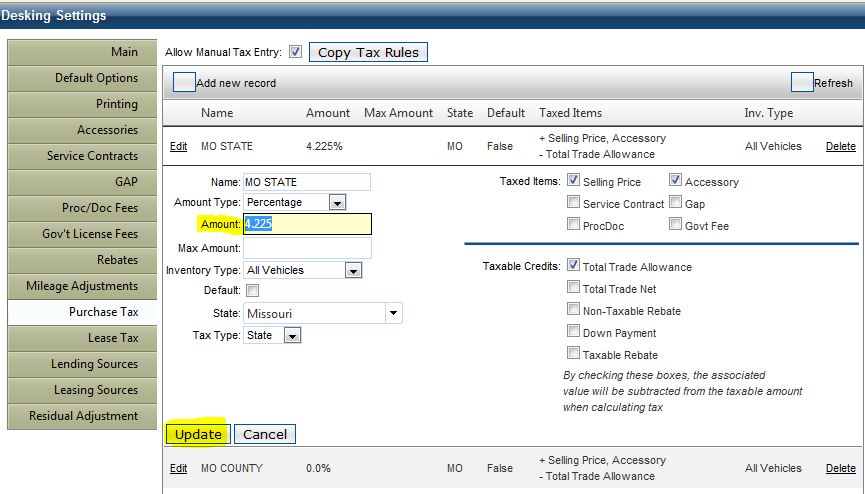 Desking Settings
Main
Default Options
Printing
Accessories
Service Contracts
GAP
Proc/Doc Fees
Gov't License Fees
Rebates
Mileage Adjustments
Purchase Tax
Lease Tax
Lending Sources
Leasing Sources
Residual Adjustment
Allow Manual Tax Entry: Copy Tax Rules
Add new record Refresh
Name Amount Max Amount State Default Taxed Items Inv. Type
Edit MO STATE 4.225% MO False + Selling Price, Accessory All Vehicles Delete
- Total Trade Allowance
Name: MO STATE
Amount Type: Percentage
Amount: 4.225
Max Amount:
Inventory Type: All Vehicles
Default:
State: Missouri
Tax Type: State
Taxed Items: Selling Price Accessory
Service Contract Gap
ProcDoc Govt Fee
Taxable Credits: Total Trade Allowance
Total Trade Net
Non-Taxable Rebate
Down Payment
Taxable Rebate
By checking these boxes, the associated
value will be subtracted from the taxable amount
when calculating tax
Update Cancel
Edit MO COUNTY 0.0% MO False + Selling Price, Accessory All Vehicles Delete
- Total Trade Allowance